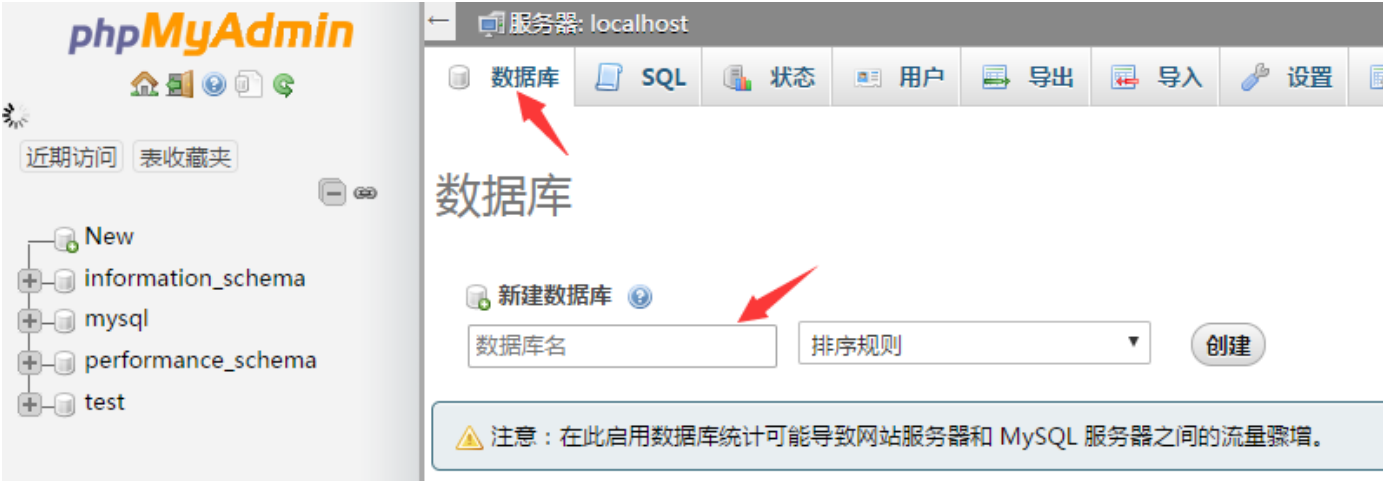 phpMyAdmin
近期访问 表收藏夹
New
information_schema
mysql
performance_schema
test
服务器: localhost
数据库 SQL 状态 用户 导出 导入 设置
数据库
新建数据库
数据库名 排序规则 创建
注意：在此启用数据库统计可能导致网站服务器和 MySQL 服务器之间的流量骤增。